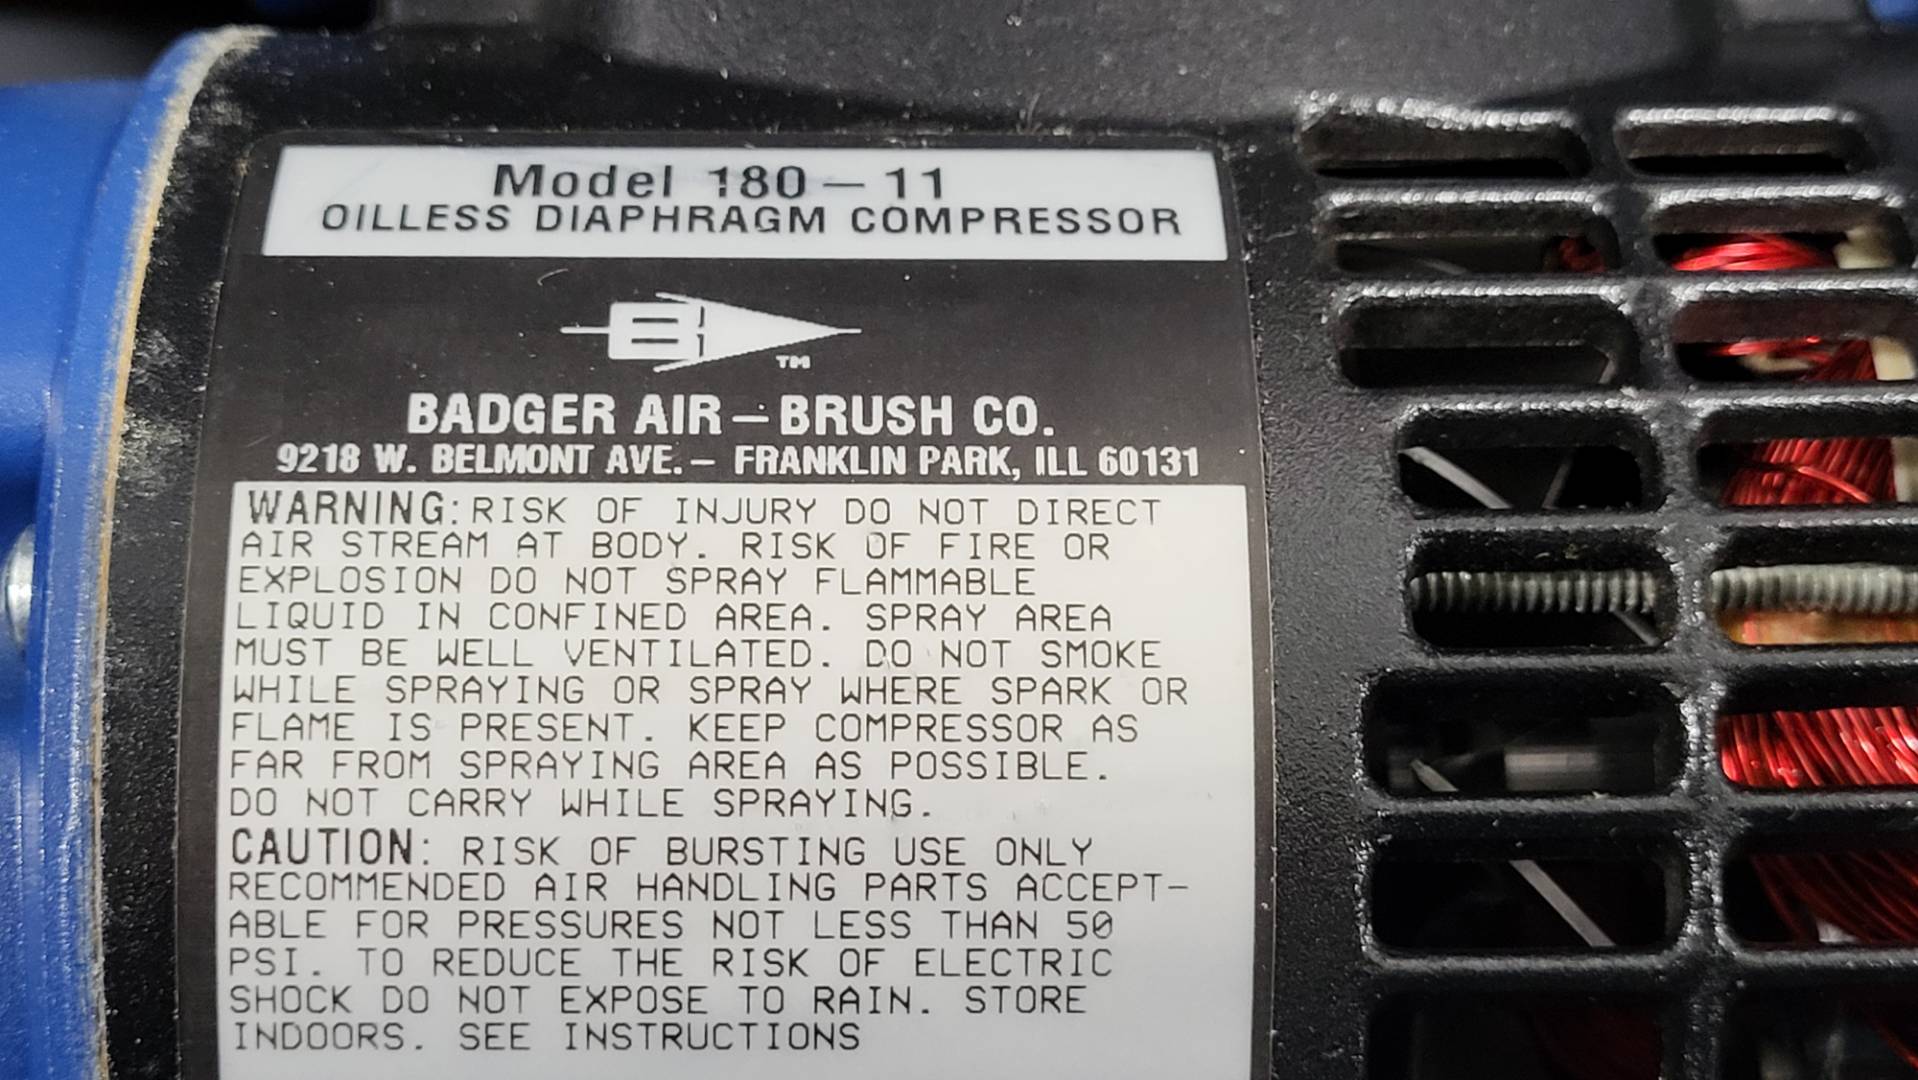 Model 180 — 11
OILLESS DIAPHRAGM COMPRESSOR
B
TM
BADGER AIR – BRUSH CO.
9218 W. BELMONT AVE. – FRANKLIN PARK, ILL 60131
WARNING: RISK OF INJURY DO NOT DIRECT
AIR STREAM AT BODY. RISK OF FIRE OR
EXPLOSION DO NOT SPRAY FLAMMABLE
LIQUID IN CONFINED AREA. SPRAY AREA
MUST BE WELL VENTILATED. DO NOT SMOKE
WHILE SPRAYING OR SPRAY WHERE SPARK OR
FLAME IS PRESENT. KEEP COMPRESSOR AS
FAR FROM SPRAYING AREA AS POSSIBLE.
DO NOT CARRY WHILE SPRAYING.
CAUTION: RISK OF BURSTING USE ONLY
RECOMMENDED AIR HANDLING PARTS ACCEPT-
ABLE FOR PRESSURES NOT LESS THAN 50
PSI. TO REDUCE THE RISK OF ELECTRIC
SHOCK DO NOT EXPOSE TO RAIN. STORE
INDOORS. SEE INSTRUCTIONS